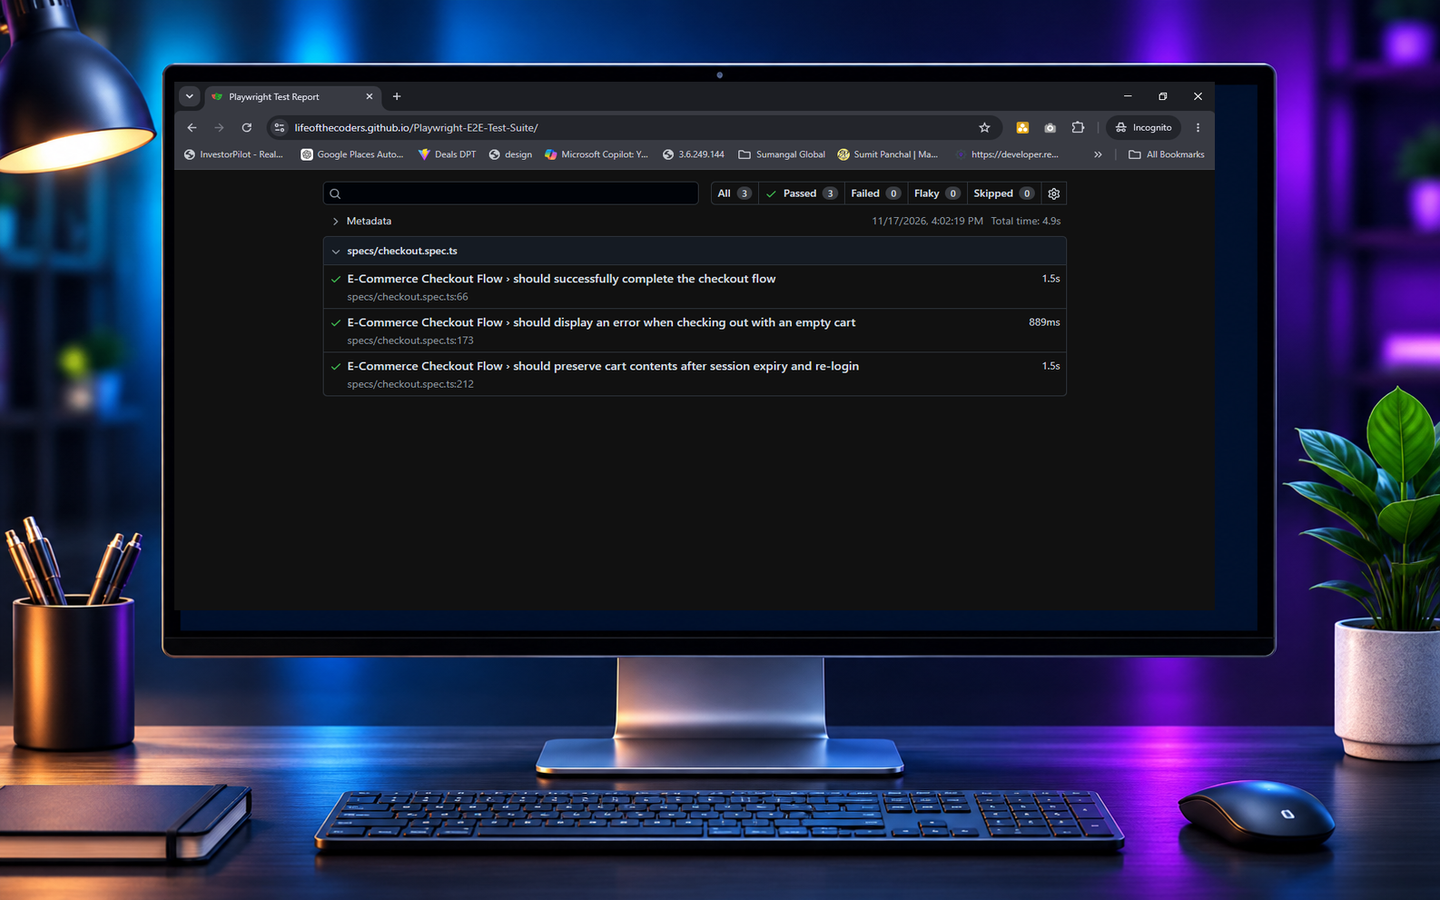 Playwright Test Report
lifeofthecoders.github.io/Playwright-E2E-Test-Suite/
Incognito
InvestorPilot - Real...
Google Places Auto...
Deals DPT
design
Microsoft Copilot: Y...
3.6.249.144
Sumangal Global
Sumit Panchal | Ma...
https://developer.re...
All Bookmarks
All 3
Passed 3
Failed 0
Flaky 0
Skipped 0
Metadata
11/17/2026, 4:02:19 PM Total time: 4.9s
specs/checkout.spec.ts
E-Commerce Checkout Flow › should successfully complete the checkout flow 1.5s
specs/checkout.spec.ts:66
E-Commerce Checkout Flow › should display an error when checking out with an empty cart 889ms
specs/checkout.spec.ts:173
E-Commerce Checkout Flow › should preserve cart contents after session expiry and re-login 1.5s
specs/checkout.spec.ts:212